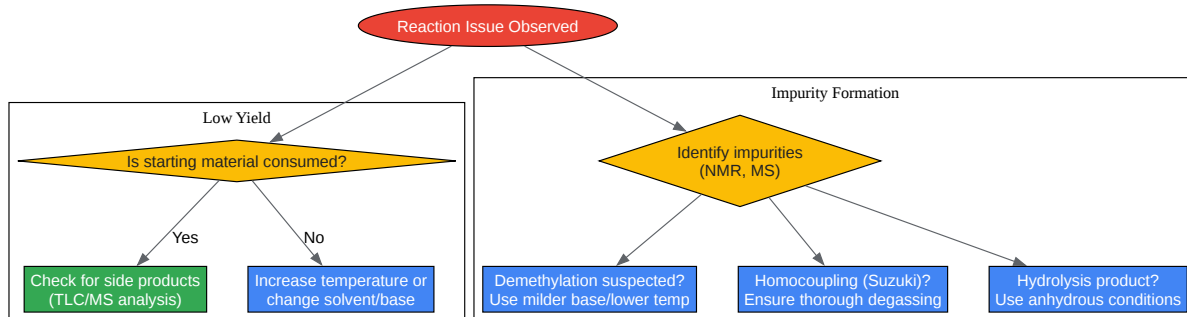 Reaction Issue Observed
Low Yield
Is starting material consumed?
Yes
No
Check for side products
(TLC/MS analysis)
Increase temperature or
change solvent/base
Impurity Formation
Identify impurities
(NMR, MS)
Demethylation suspected?
Use milder base/lower temp
Homocoupling (Suzuki)?
Ensure thorough degassing
Hydrolysis product?
Use anhydrous conditions